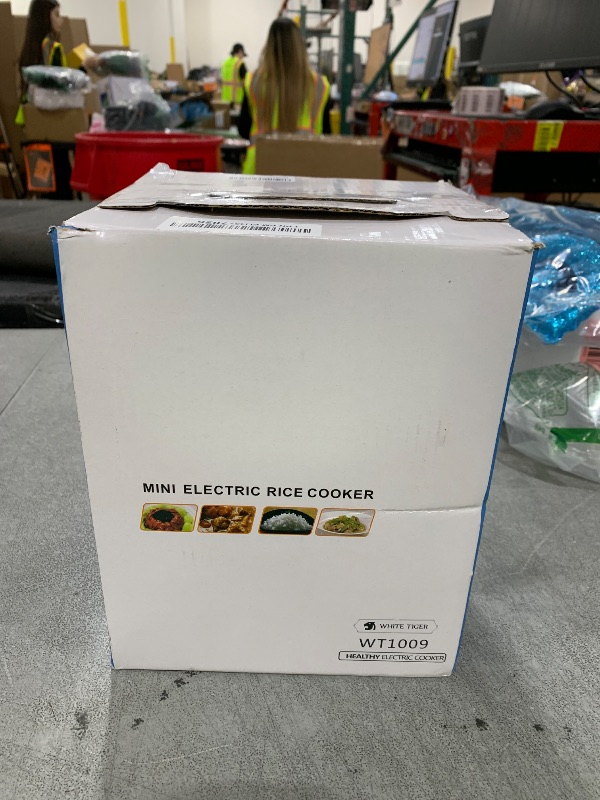 MINI ELECTRIC RICE COOKER
WHITE TIGER
WT1009
HEALTHY ELECTRIC COOKER